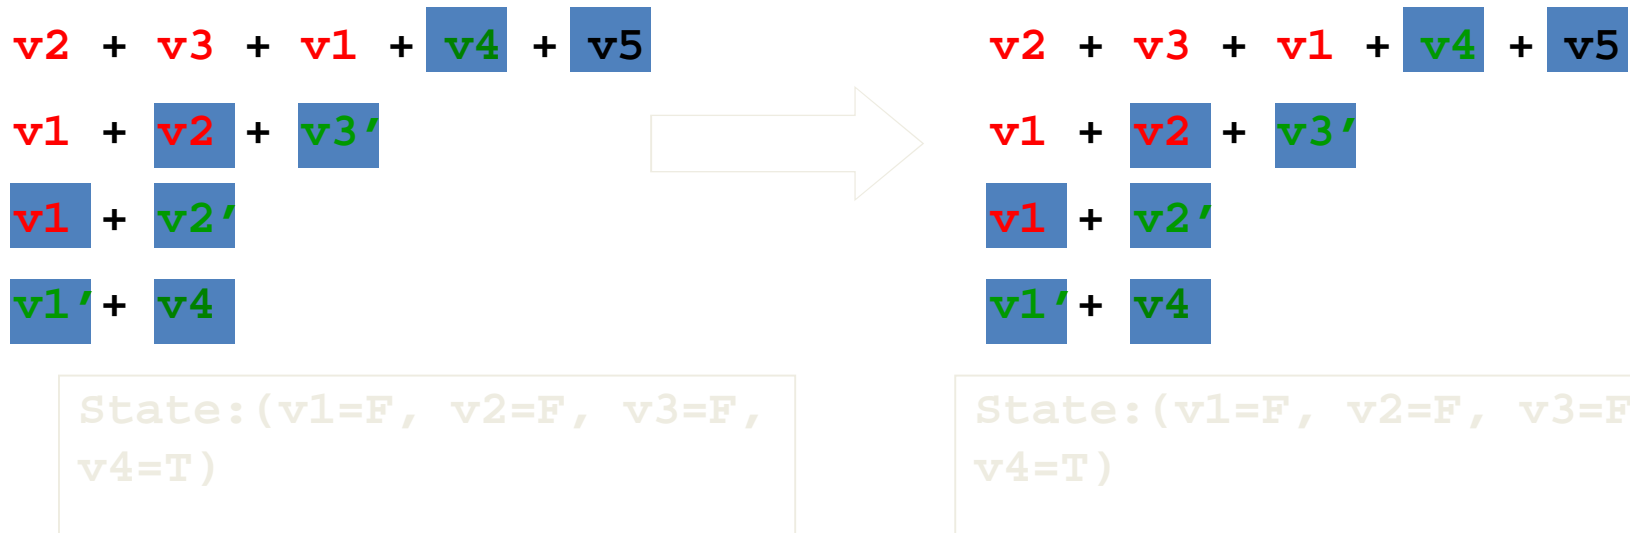 v2 + v3 + v1 + v4 + v5
v1 + v2 + v3′
v1 + v2′
v1′+ v4
State:(v1=F, v2=F, v3=F,
v4=T)
v2 + v3 + v1 + v4 + v5
v1 + v2 + v3′
v1 + v2′
v1′+ v4
State:(v1=F, v2=F, v3=F
v4=T)